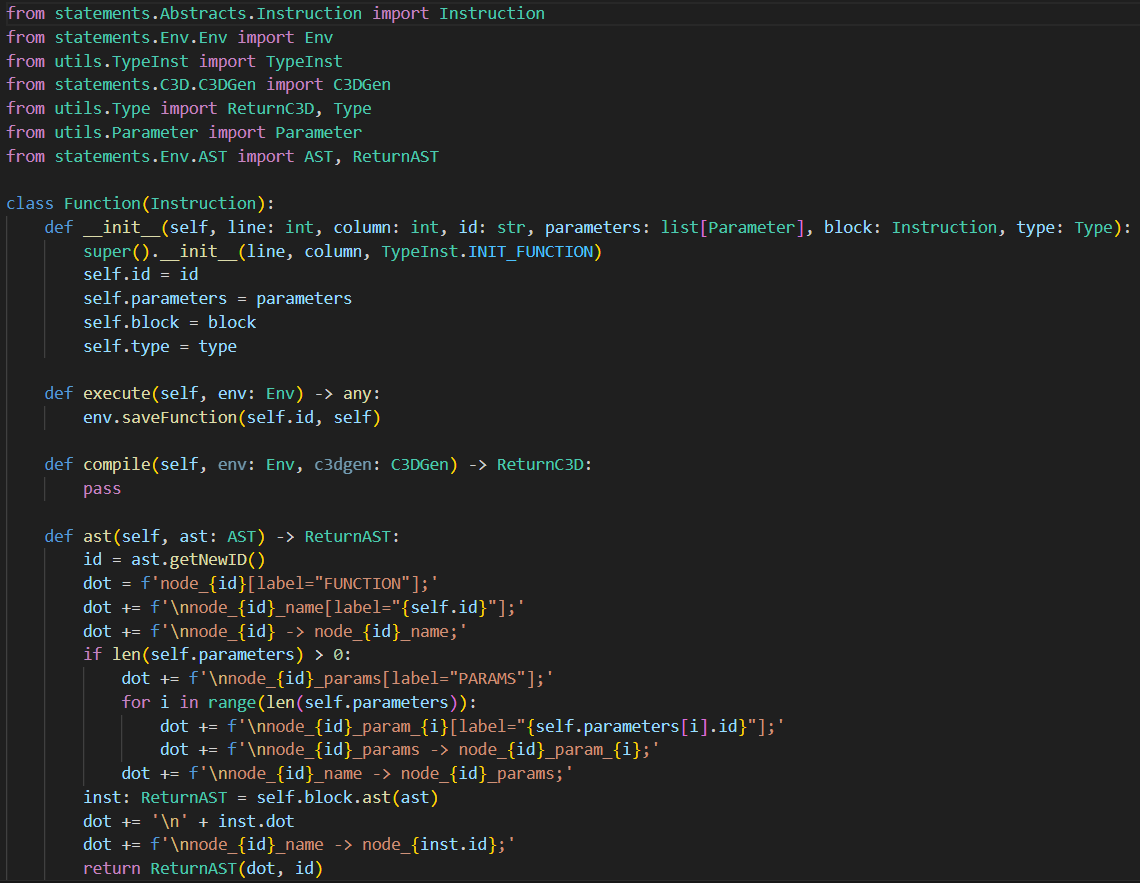 from statements.Abstracts.Instruction import Instruction
from statements.Env.Env import Env
from utils.TypeInst import TypeInst
from statements.C3D.C3DGen import C3DGen
from utils.Type import ReturnC3D, Type
from utils.Parameter import Parameter
from statements.Env.AST import AST, ReturnAST

class Function(Instruction):
    def __init__(self, line: int, column: int, id: str, parameters: list[Parameter], block: Instruction, type: Type):
        super().__init__(line, column, TypeInst.INIT_FUNCTION)
        self.id = id
        self.parameters = parameters
        self.block = block
        self.type = type

    def execute(self, env: Env) -> any:
        env.saveFunction(self.id, self)

    def compile(self, env: Env, c3dgen: C3DGen) -> ReturnC3D:
        pass

    def ast(self, ast: AST) -> ReturnAST:
        id = ast.getNewID()
        dot = f'node_{id}[label="FUNCTION"];'
        dot += f'\nnode_{id}_name[label="{self.id}"];'
        dot += f'\nnode_{id} -> node_{id}_name;'
        if len(self.parameters) > 0:
            dot += f'\nnode_{id}_params[label="PARAMS"];'
            for i in range(len(self.parameters)):
                dot += f'\nnode_{id}_param_{i}[label="{self.parameters[i].id}"];'
                dot += f'\nnode_{id}_params -> node_{id}_param_{i};'
            dot += f'\nnode_{id}_name -> node_{id}_params;'
        inst: ReturnAST = self.block.ast(ast)
        dot += '\n' + inst.dot
        dot += f'\nnode_{id}_name -> node_{inst.id};'
        return ReturnAST(dot, id)